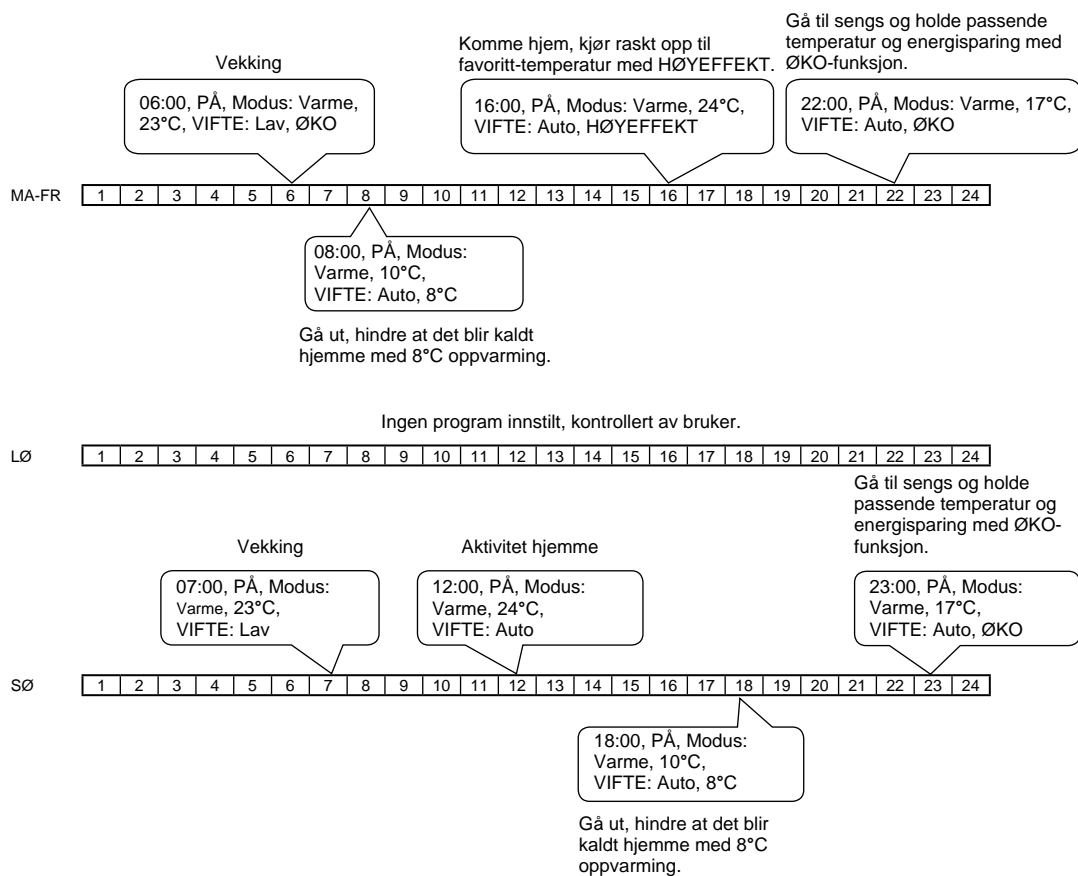 Vekking
06:00, PÅ, Modus: Varme,
23°C, VIFTE: Lav, ØKO
Komme hjem, kjør raskt opp til
favoritt-temperatur med HØYEFFEKT.
16:00, PÅ, Modus: Varme, 24°C,
VIFTE: Auto, HØYEFFEKT
Gå til sengs og holde passende
temperatur og energisparing med
ØKO-funksjon.
22:00, PÅ, Modus: Varme, 17°C,
VIFTE: Auto, ØKO
MA-FR 1 2 3 4 5 6 7 8 9 10 11 12 13 14 15 16 17 18 19 20 21 22 23 24
08:00, PÅ, Modus:
Varme, 10°C,
VIFTE: Auto, 8°C
Gå ut, hindre at det blir kaldt
hjemme med 8°C oppvarming.
Ingen program innstilt, kontrollert av bruker.
LØ 1 2 3 4 5 6 7 8 9 10 11 12 13 14 15 16 17 18 19 20 21 22 23 24
Vekking
07:00, PÅ, Modus:
Varme, 23°C,
VIFTE: Lav
Aktivitet hjemme
12:00, PÅ, Modus:
Varme, 24°C,
VIFTE: Auto
Gå til sengs og holde
passende temperatur og
energisparing med ØKO-
funksjon.
23:00, PÅ, Modus:
Varme, 17°C,
VIFTE: Auto, ØKO
SØ 1 2 3 4 5 6 7 8 9 10 11 12 13 14 15 16 17 18 19 20 21 22 23 24
18:00, PÅ, Modus:
Varme, 10°C,
VIFTE: Auto, 8°C
Gå ut, hindre at det blir
kaldt hjemme med 8°C
oppvarming.